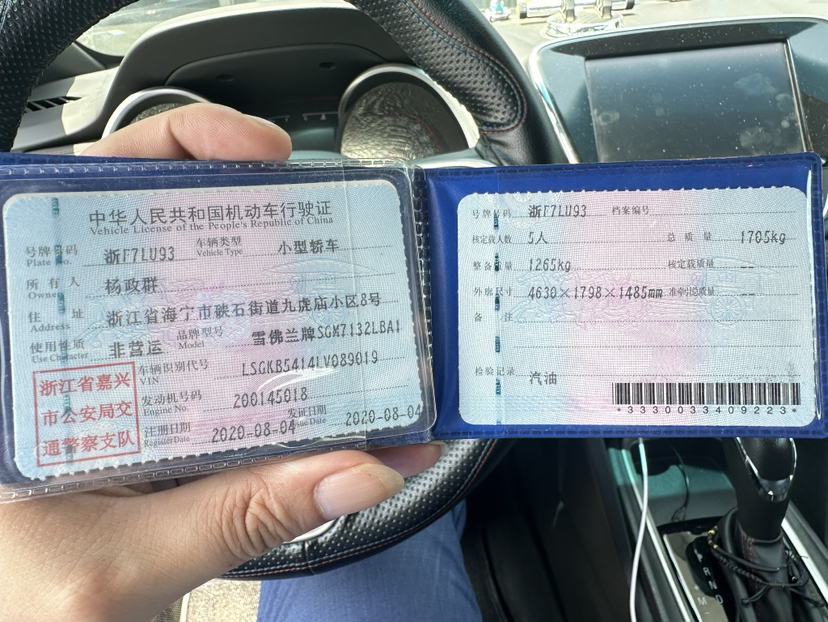 中华人民共和国机动车行驶证
Vehicle License of the People's Republic of China
号牌号码 浙F7LU93 车辆类型 小型轿车
Plate No. Vehicle Type
所有人 杨政群
Owner
住址 浙江省海宁市硖石街道九虎庙小区8号
Address
使用性质 非营运 品牌型号 雪佛兰牌SGM7132LBA1
Use Character Model
浙江省嘉兴
市公安局交
通警察支队
车辆识别代号 LSGKB5414LV089019
VIN
发动机号码 200145018
Engine No.
注册日期 2020-08-04 发证日期 2020-08-04
Register Date Issue Date
号牌号码 浙F7LU93 档案编号
核定载人数 5人 总质量 1705kg
整备质量 1265kg 核定载质量 --
外廓尺寸 4630×1798×1485mm 准牵引总质量 --
备注
检验记录 汽油
*3330033409223*
R
N
D
M